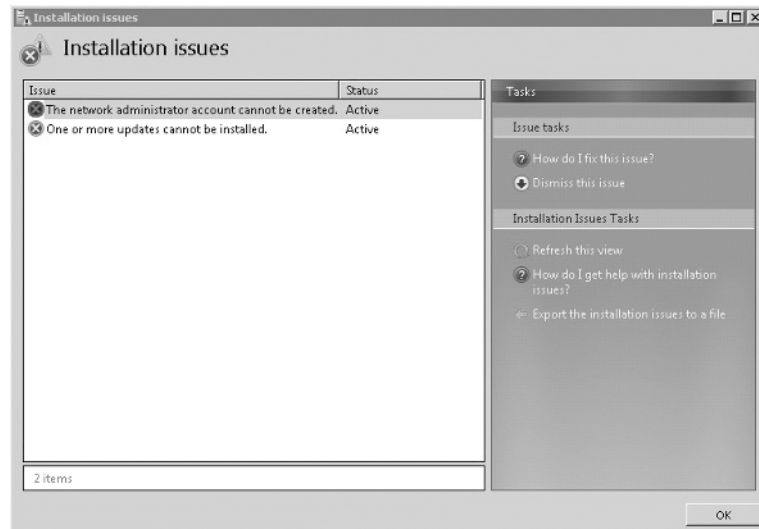 Installation issues
Installation issues
Issue Status
The network administrator account cannot be created. Active
One or more updates cannot be installed. Active
2 items
Tasks
Issue tasks
How do I fix this issue?
Dismiss this issue
Installation Issues Tasks
Refresh this view
How do I get help with installation
issues?
Export the installation issues to a file
OK